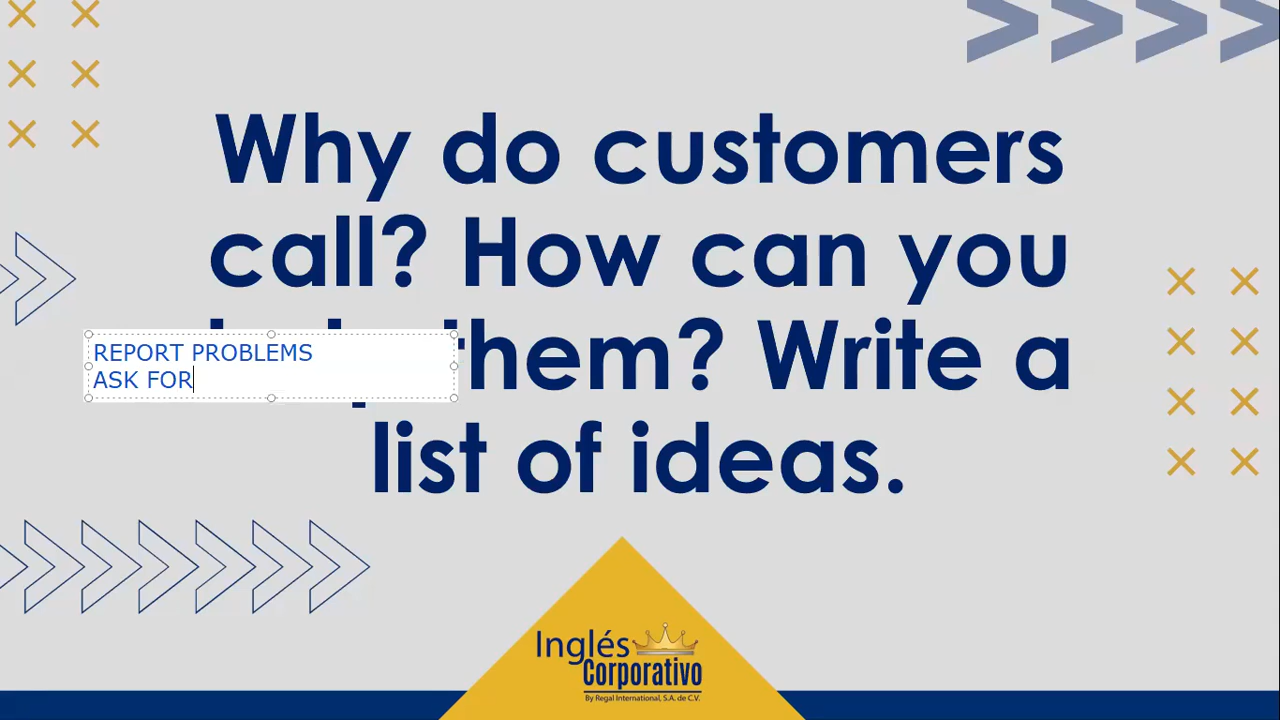 Why do customers
call? How can you
them? Write a
list of ideas.
REPORT PROBLEMS
ASK FOR
Inglés
Corporativo
By Regal International, S.A. de C.V.